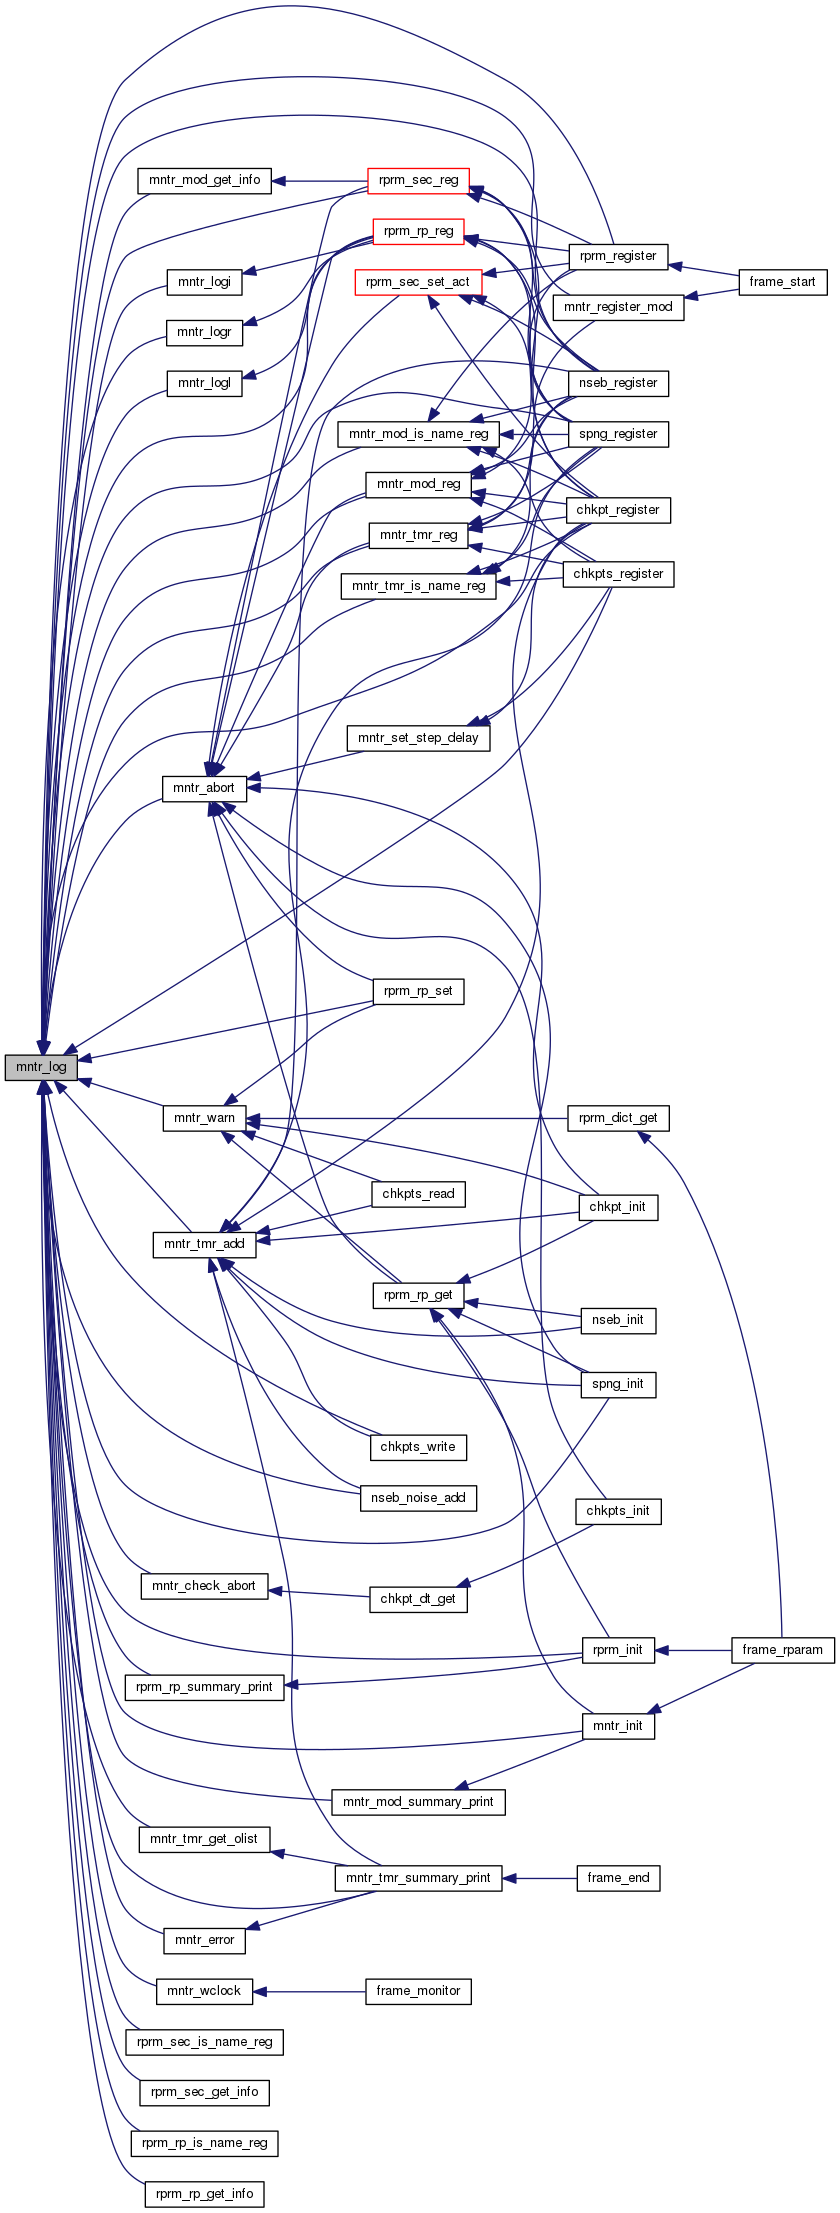 mntr_mod_get_info
rprm_sec_reg
rprm_rp_reg
rprm_register
mntr_logi
rprm_sec_set_act
frame_start
mntr_register_mod
mntr_logr
mntr_logl
nseb_register
mntr_mod_is_name_reg
spng_register
mntr_mod_reg
chkpt_register
mntr_tmr_reg
chkpts_register
mntr_tmr_is_name_reg
mntr_set_step_delay
mntr_abort
rprm_rp_set
mntr_log
mntr_warn
rprm_dict_get
chkpts_read
chkpt_init
mntr_tmr_add
rprm_rp_get
nseb_init
spng_init
chkpts_write
nseb_noise_add
chkpts_init
mntr_check_abort
chkpt_dt_get
rprm_init
frame_rparam
rprm_rp_summary_print
mntr_init
mntr_mod_summary_print
mntr_tmr_get_olist
mntr_tmr_summary_print
frame_end
mntr_error
mntr_wclock
frame_monitor
rprm_sec_is_name_reg
rprm_sec_get_info
rprm_rp_is_name_reg
rprm_rp_get_info